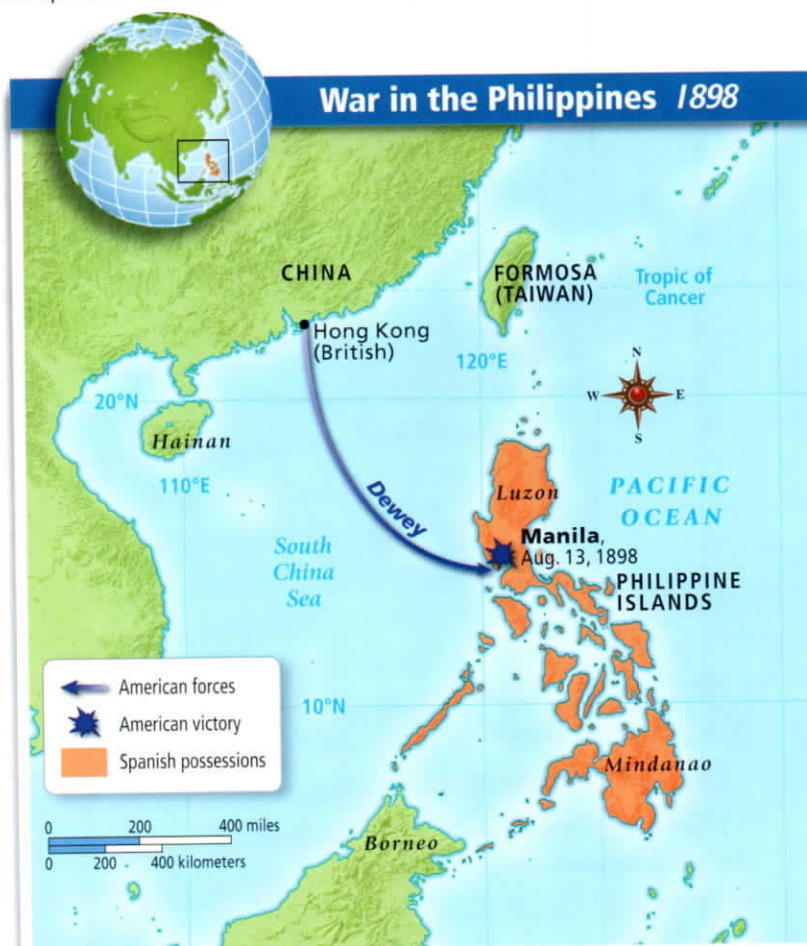 War in the Philippines 1898
CHINA
FORMOSA
(TAIWAN)
Tropic of
Cancer
Hong Kong
(British)
120°E
N
W
E
S
20°N
Hainan
110°E
Luzon
PACIFIC
OCEAN
Dewey
Manila,
Aug. 13, 1898
South
China
Sea
PHILIPPINE
ISLANDS
American forces
American victory
Spanish possessions
10°N
Mindanao
0 200 400 miles
0 200 400 kilometers
Borneo